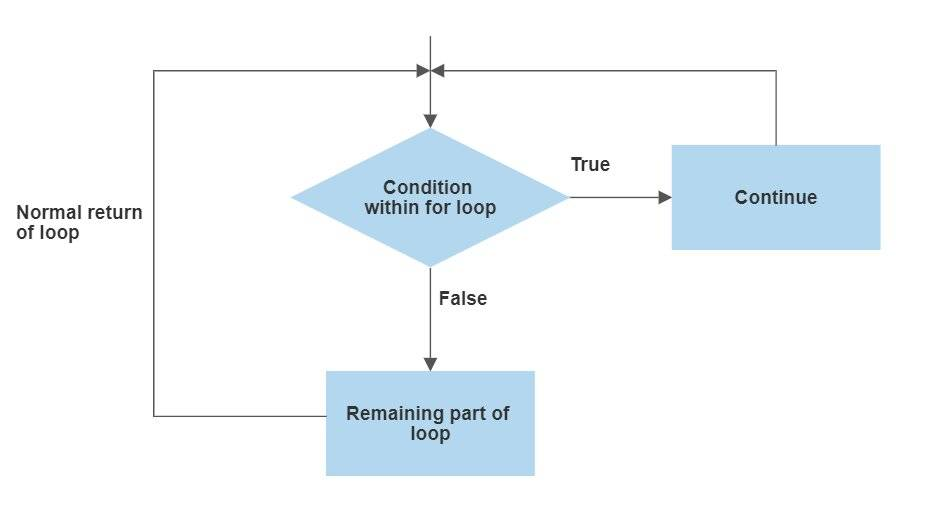 True
Condition
within for loop
Continue
Normal return
of loop
False
Remaining part of
loop